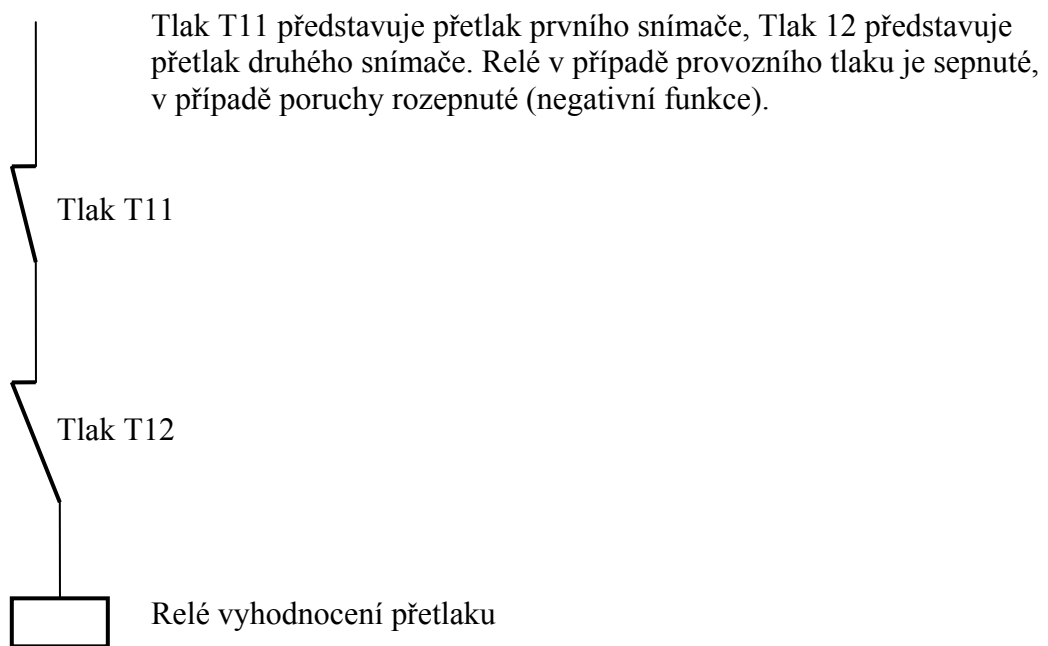 Tlak T11 představuje přetlak prvního snímače, Tlak 12 představuje
přetlak druhého snímače. Relé v případě provozního tlaku je sepnuté,
v případě poruchy rozepnuté (negativní funkce).
Tlak T11
Tlak T12
Relé vyhodnocení přetlaku